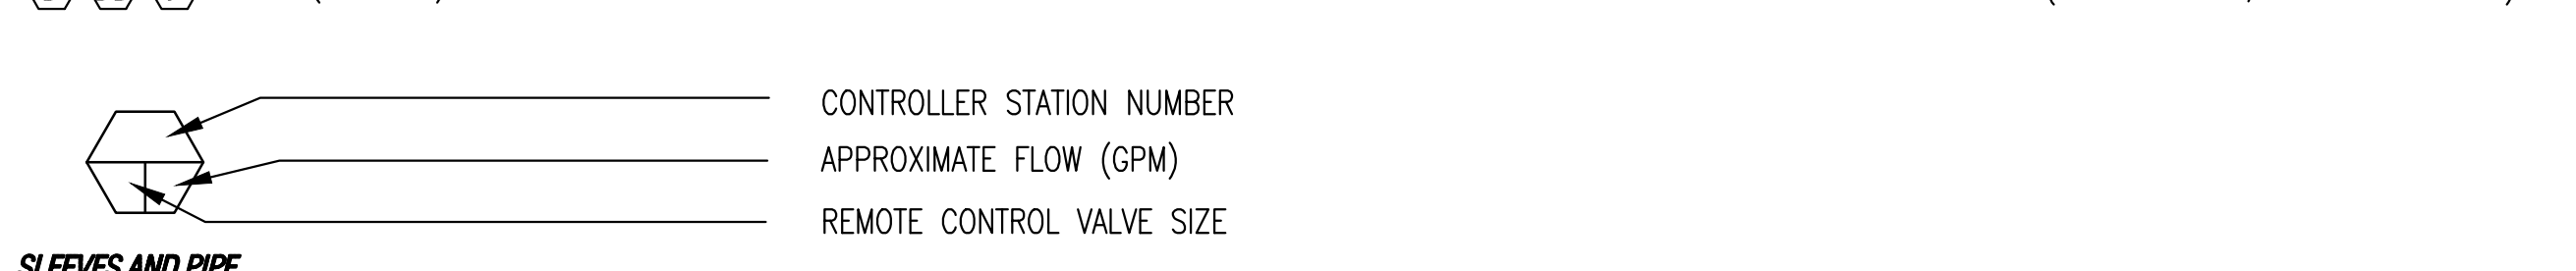 CONTROLLER STATION NUMBER
APPROXIMATE FLOW (GPM)
REMOTE CONTROL VALVE SIZE
SLEEVES AND PIPE